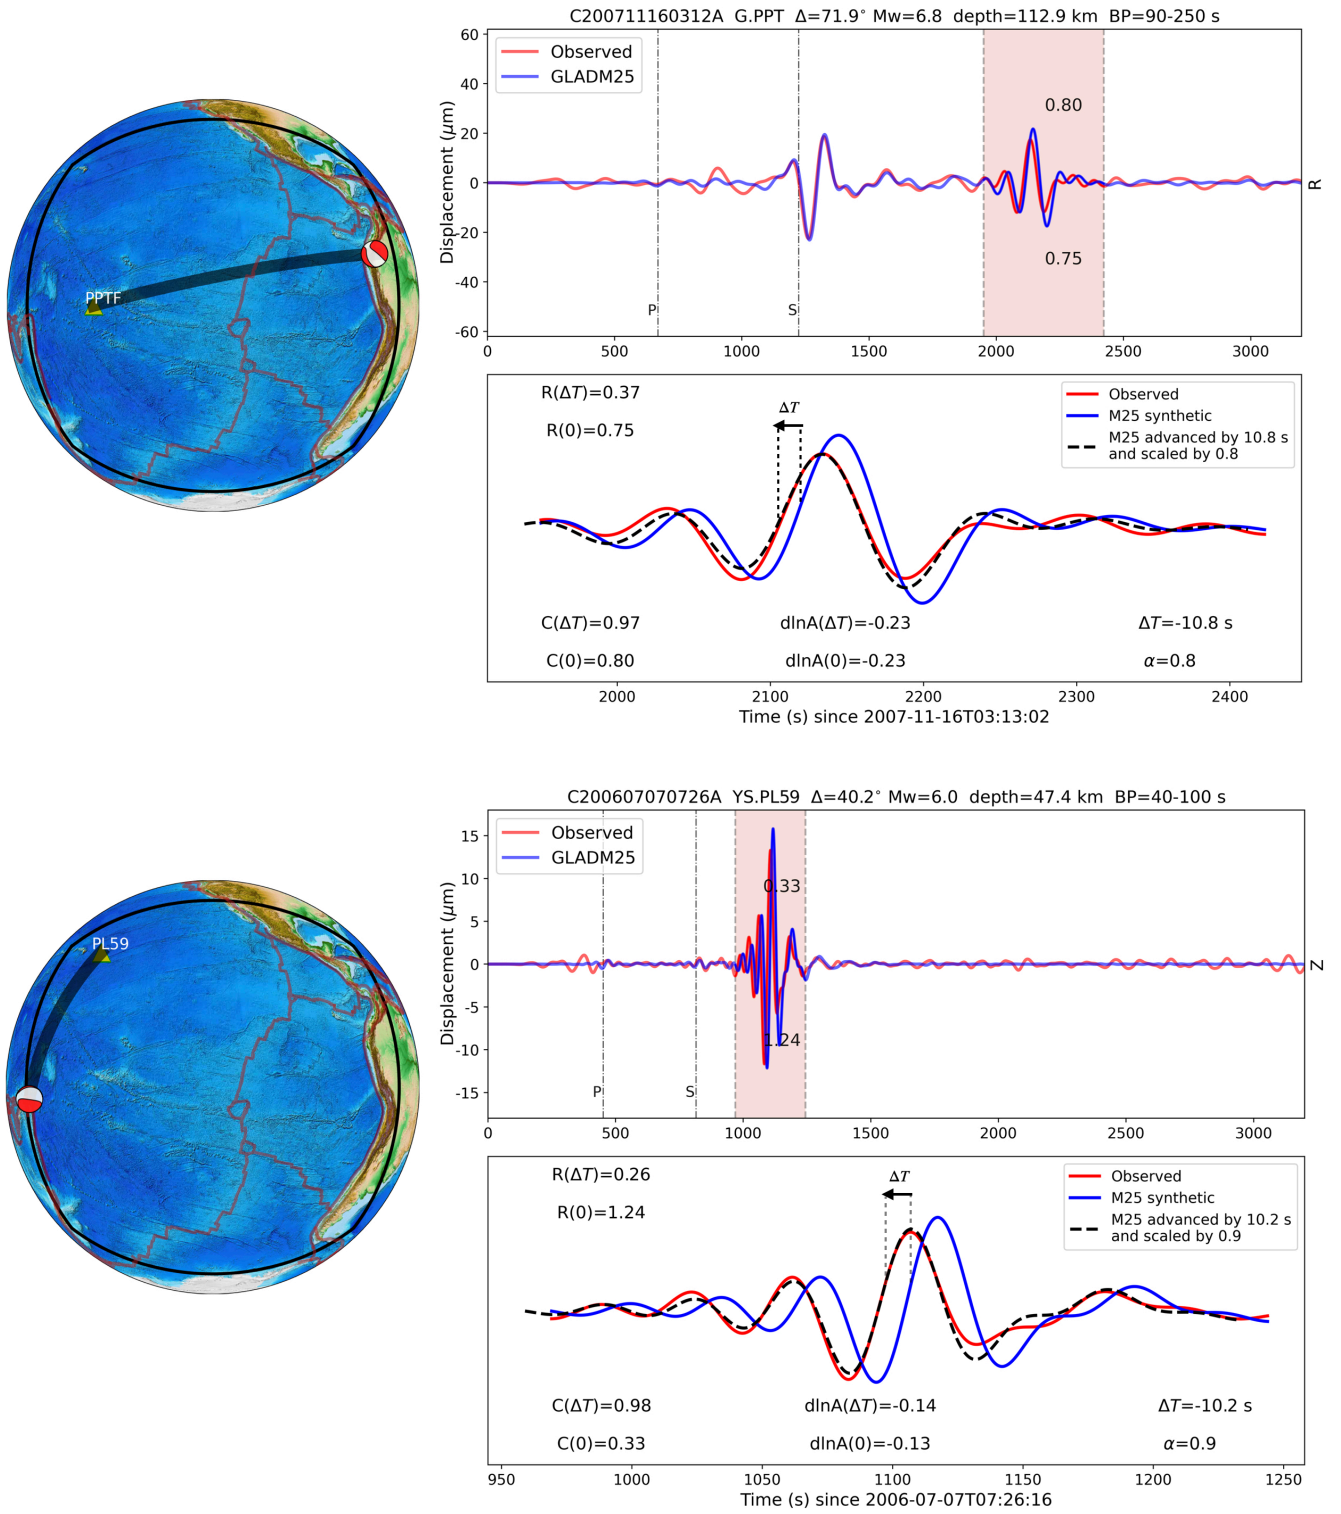 C200711160312A G.PPT Δ=71.9° Mw=6.8 depth=112.9 km BP=90-250 s
PPTF
Displacement (μm)
60
40
20
0
-20
-40
-60
Observed
GLADM25
0.80
0.75
P
S
R
0 500 1000 1500 2000 2500 3000
R(ΔT)=0.37
R(0)=0.75
ΔT
Observed
M25 synthetic
M25 advanced by 10.8 s
and scaled by 0.8
C(ΔT)=0.97 dlnA(ΔT)=-0.23 ΔT=-10.8 s
C(0)=0.80 dlnA(0)=-0.23 α=0.8
2000 2100 2200 2300 2400
Time (s) since 2007-11-16T03:13:02
C200607070726A YS.PL59 Δ=40.2° Mw=6.0 depth=47.4 km BP=40-100 s
PL59
Displacement (μm)
15
10
5
0
-5
-10
-15
Observed
GLADM25
0.33
1.24
P
S
Z
0 500 1000 1500 2000 2500 3000
R(ΔT)=0.26
R(0)=1.24
ΔT
Observed
M25 synthetic
M25 advanced by 10.2 s
and scaled by 0.9
C(ΔT)=0.98 dlnA(ΔT)=-0.14 ΔT=-10.2 s
C(0)=0.33 dlnA(0)=-0.13 α=0.9
950 1000 1050 1100 1150 1200 1250
Time (s) since 2006-07-07T07:26:16